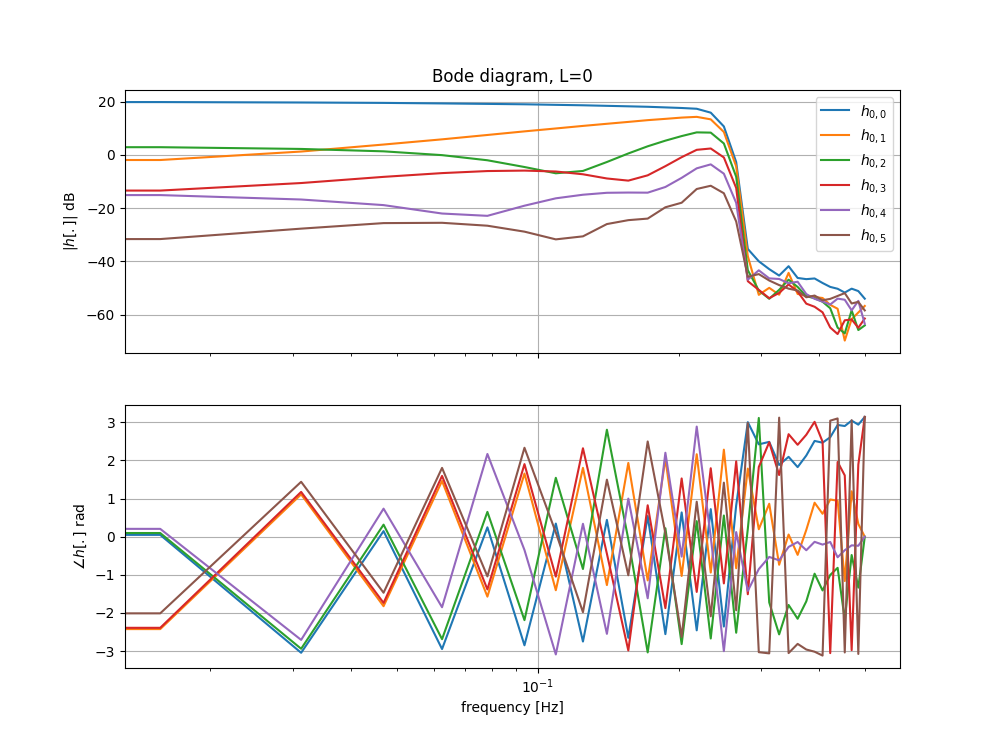 Bode diagram, L=0
20
0
−20
−40
−60
|h[.]| dB
h0,0
h0,1
h0,2
h0,3
h0,4
h0,5
3
2
1
0
−1
−2
−3
∠h[.] rad
10−1
frequency [Hz]